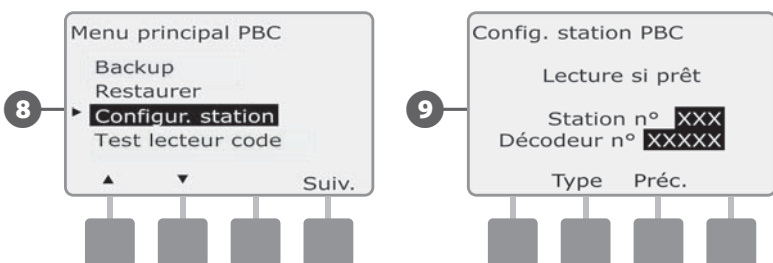 8
Menu principal PBC
Backup
Restaurer
Configur. station
Test lecteur code
Suiv.
9
Config. station PBC
Lecture si prêt
Station n° XXX
Décodeur n° XXXXX
Type Préc.